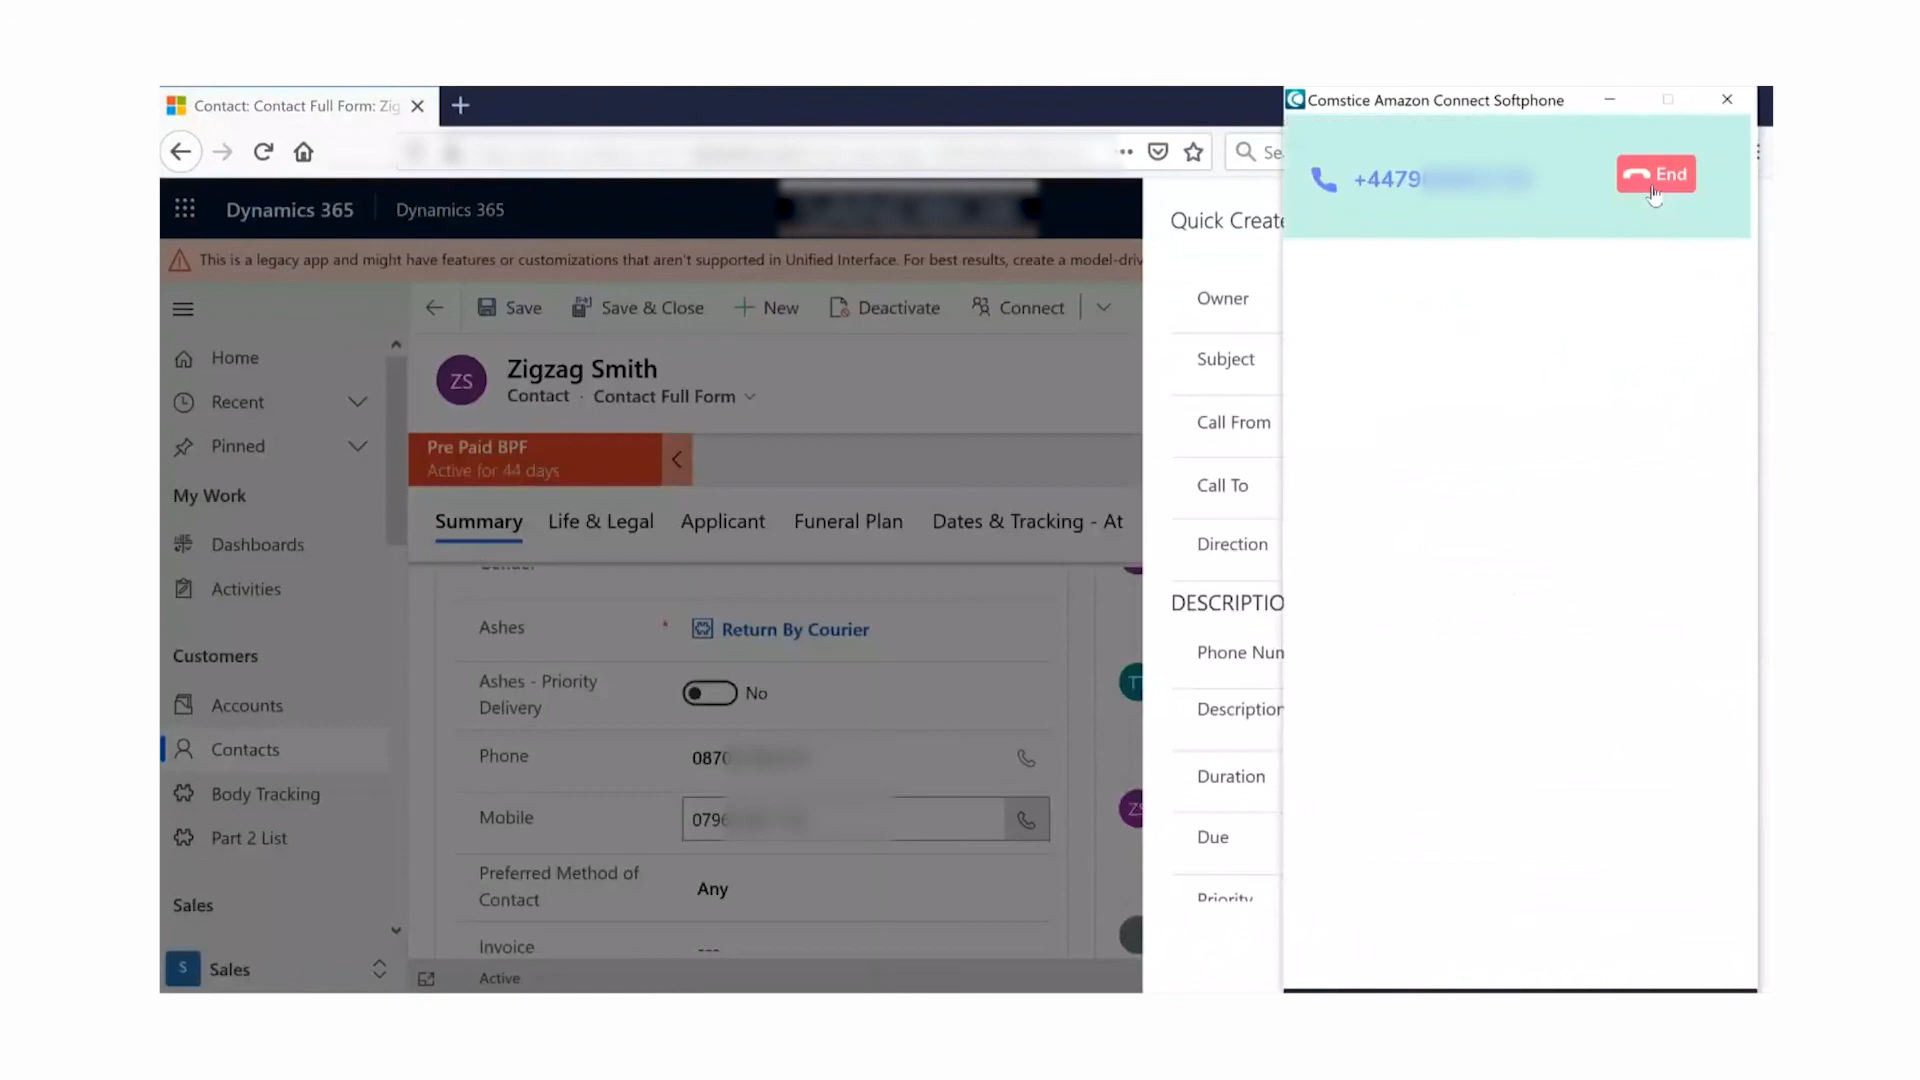 Contact: Contact Full Form: Zig
Comstice Amazon Connect Softphone
+4479
End
Dynamics 365
Dynamics 365
Quick Create
This is a legacy app and might have features or customizations that aren't supported in Unified Interface. For best results, create a model-driv
Save
Save & Close
New
Deactivate
Connect
Home
Recent
Pinned
My Work
Dashboards
Activities
Customers
Accounts
Contacts
Body Tracking
Part 2 List
Sales
S
Sales
ZS
Zigzag Smith
Contact · Contact Full Form
Pre Paid BPF
Active for 44 days
Summary
Life & Legal
Applicant
Funeral Plan
Dates & Tracking - At
Ashes
*
Return By Courier
Ashes - Priority
Delivery
No
Phone
0870
Mobile
0796
Preferred Method of
Contact
Any
Invoice
---
Active
Owner
Subject
Call From
Call To
Direction
DESCRIPTIO
Phone Num
Description
Duration
Due
Priority